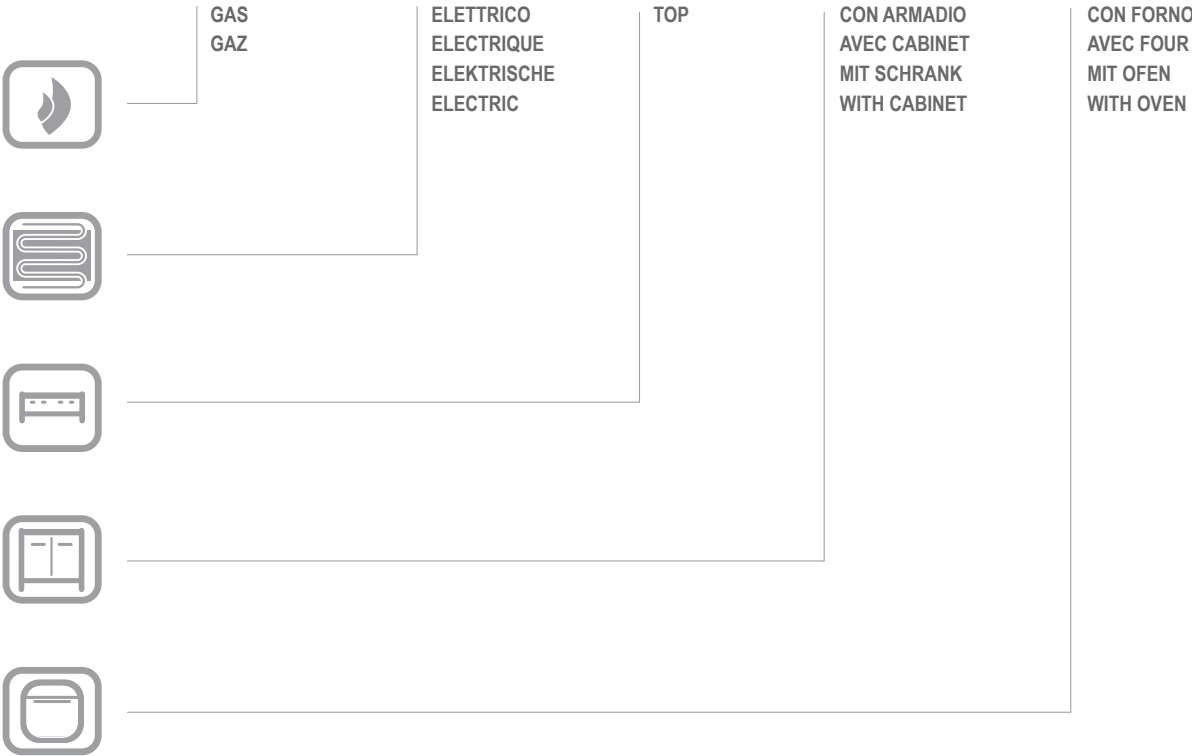 GAS
GAZ
ELETTRICO
ELECTRIQUE
ELEKTRISCHE
ELECTRIC
TOP
CON ARMADIO
AVEC CABINET
MIT SCHRANK
WITH CABINET
CON FORNO
AVEC FOUR
MIT OFEN
WITH OVEN